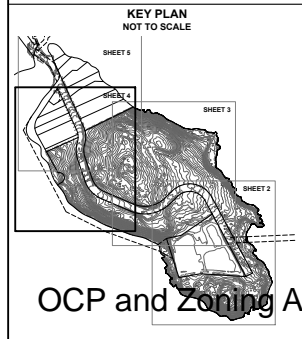 KEY PLAN
NOT TO SCALE
SHEET 5
SHEET 4
SHEET 3
SHEET 2
OCP and Zoning A